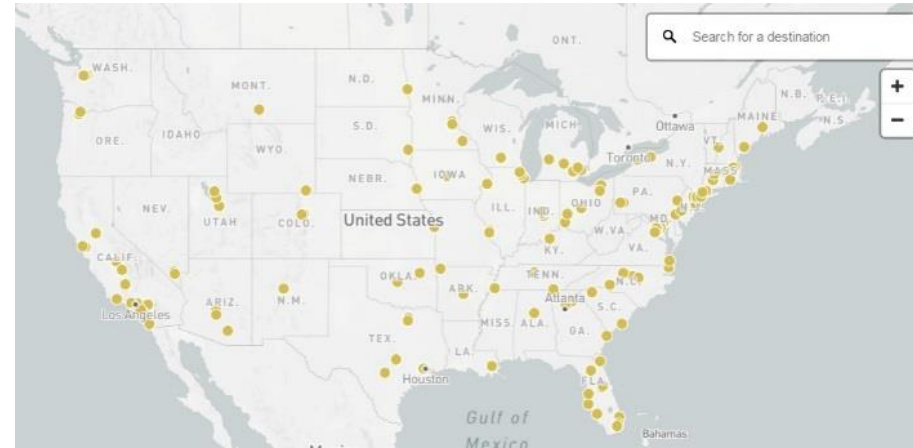 ONT.
Search for a destination
WASH.
MONT.
N.D.
MINN.
N.B.
P.E.I.
+
MAINE
N.S.
Ottawa
−
ORE.
IDAHO
S.D.
WIS.
MICH.
VT.
WYO.
Toronto
N.Y.
MASS.
NEBR.
IOWA
PA.
NEV.
UTAH
COLO.
United States
ILL.
IND.
OHIO
MD.
W.VA.
VA.
CALIF.
KY.
OKLA.
TENN.
N.C.
ARIZ.
N.M.
ARK.
Atlanta
S.C.
Los Angeles
MISS.
ALA.
GA.
TEX.
LA.
Houston
FLA.
Gulf of
Mexico
Bahamas